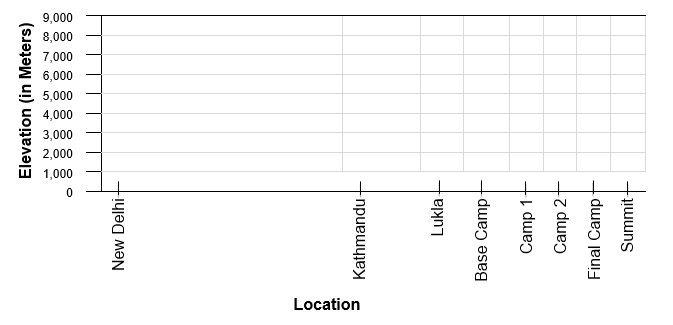 Elevation (in Meters)
9,000
8,000
7,000
6,000
5,000
4,000
3,000
2,000
1,000
0
New Delhi
Kathmandu
Lukla
Base Camp
Camp 1
Camp 2
Final Camp
Summit
Location